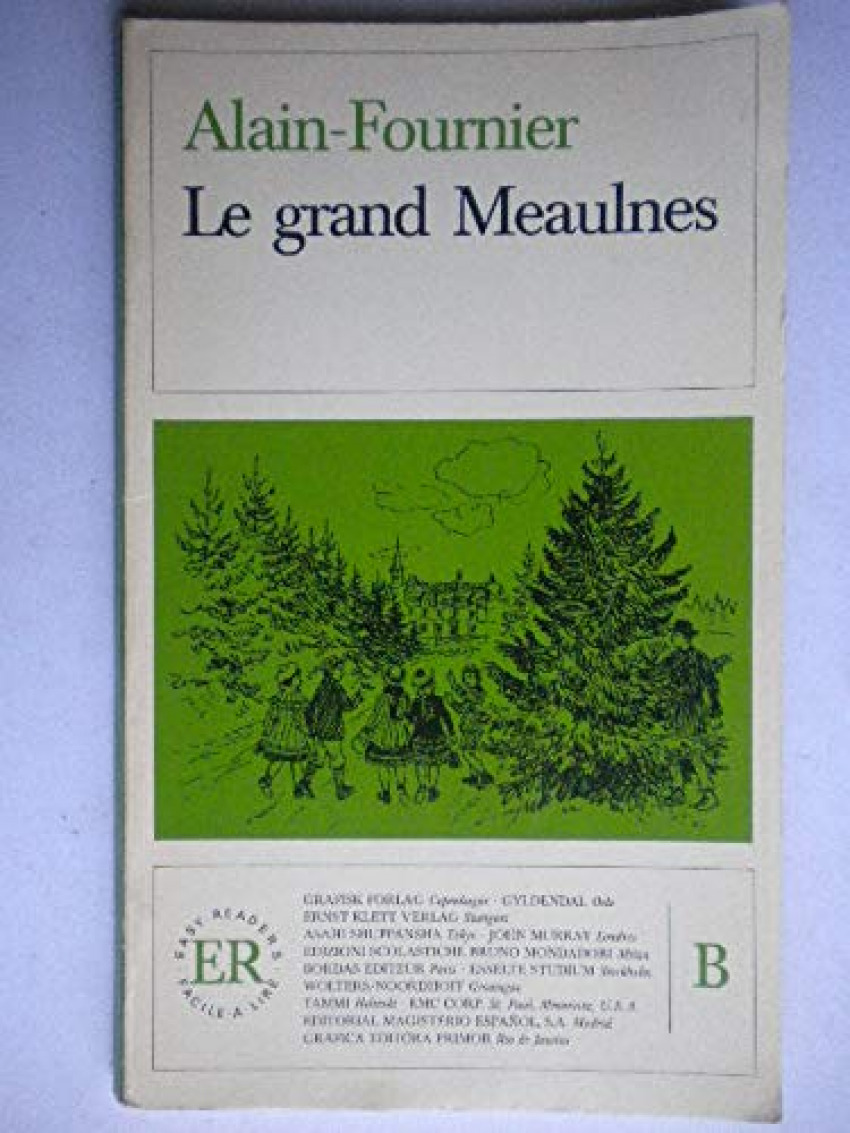 Alain-Fournier
Le grand Meaulnes
EASY READERS
ER
FACILE A LIRE
GRAFISK FORLAG Copenhague · GYLDENDAL Oslo
ERNST KLETT VERLAG Stuttgart
ASAHI SHUPPANSHA Tokyo · JOHN MURRAY Londres
EDIZIONI SCOLASTICHE BRUNO MONDADORI Milan
BORDAS EDITEUR Paris · ESSELTE STUDIUM Stockholm
WOLTERS-NOORDHOFF Groningue
TAMMI Helsinki · EMC CORP. St. Paul, Minnesota, U.S.A.
EDITORIAL MAGISTERIO ESPAÑOL, S.A. Madrid
GRAFICA EDITÔRA PRIMOR Rio de Janeiro
B